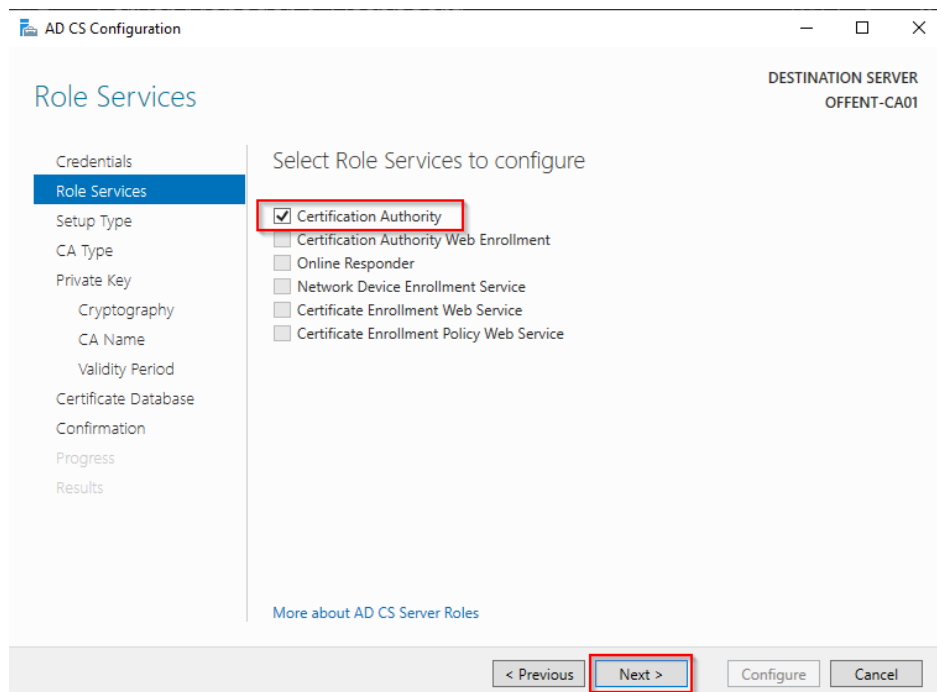 AD CS Configuration
DESTINATION SERVER
OFFENT-CA01
Role Services
Credentials
Role Services
Setup Type
CA Type
Private Key
Cryptography
CA Name
Validity Period
Certificate Database
Confirmation
Progress
Results
Select Role Services to configure
Certification Authority
Certification Authority Web Enrollment
Online Responder
Network Device Enrollment Service
Certificate Enrollment Web Service
Certificate Enrollment Policy Web Service
More about AD CS Server Roles
< Previous
Next >
Configure
Cancel